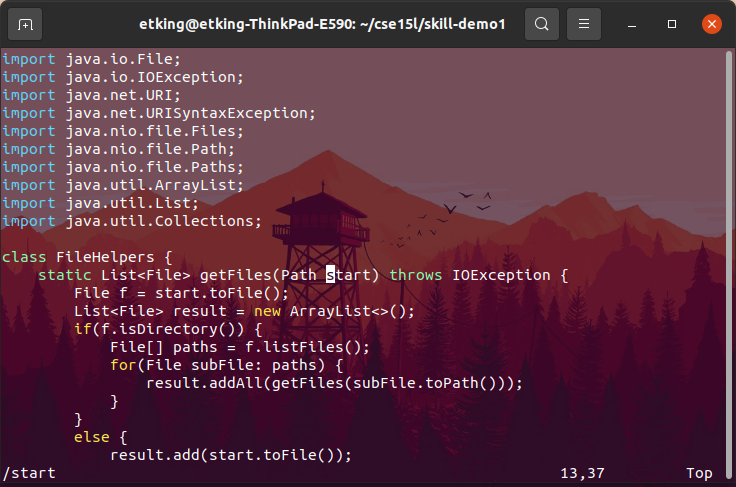 etking@etking-ThinkPad-E590: ~/cse15l/skill-demo1
import java.io.File;
import java.io.IOException;
import java.net.URI;
import java.net.URISyntaxException;
import java.nio.file.Files;
import java.nio.file.Path;
import java.nio.file.Paths;
import java.util.ArrayList;
import java.util.List;
import java.util.Collections;

class FileHelpers {
    static List<File> getFiles(Path start) throws IOException {
        File f = start.toFile();
        List<File> result = new ArrayList<>();
        if(f.isDirectory()) {
            File[] paths = f.listFiles();
            for(File subFile: paths) {
                result.addAll(getFiles(subFile.toPath()));
            }
        }
        else {
            result.add(start.toFile());
/start 13,37 Top